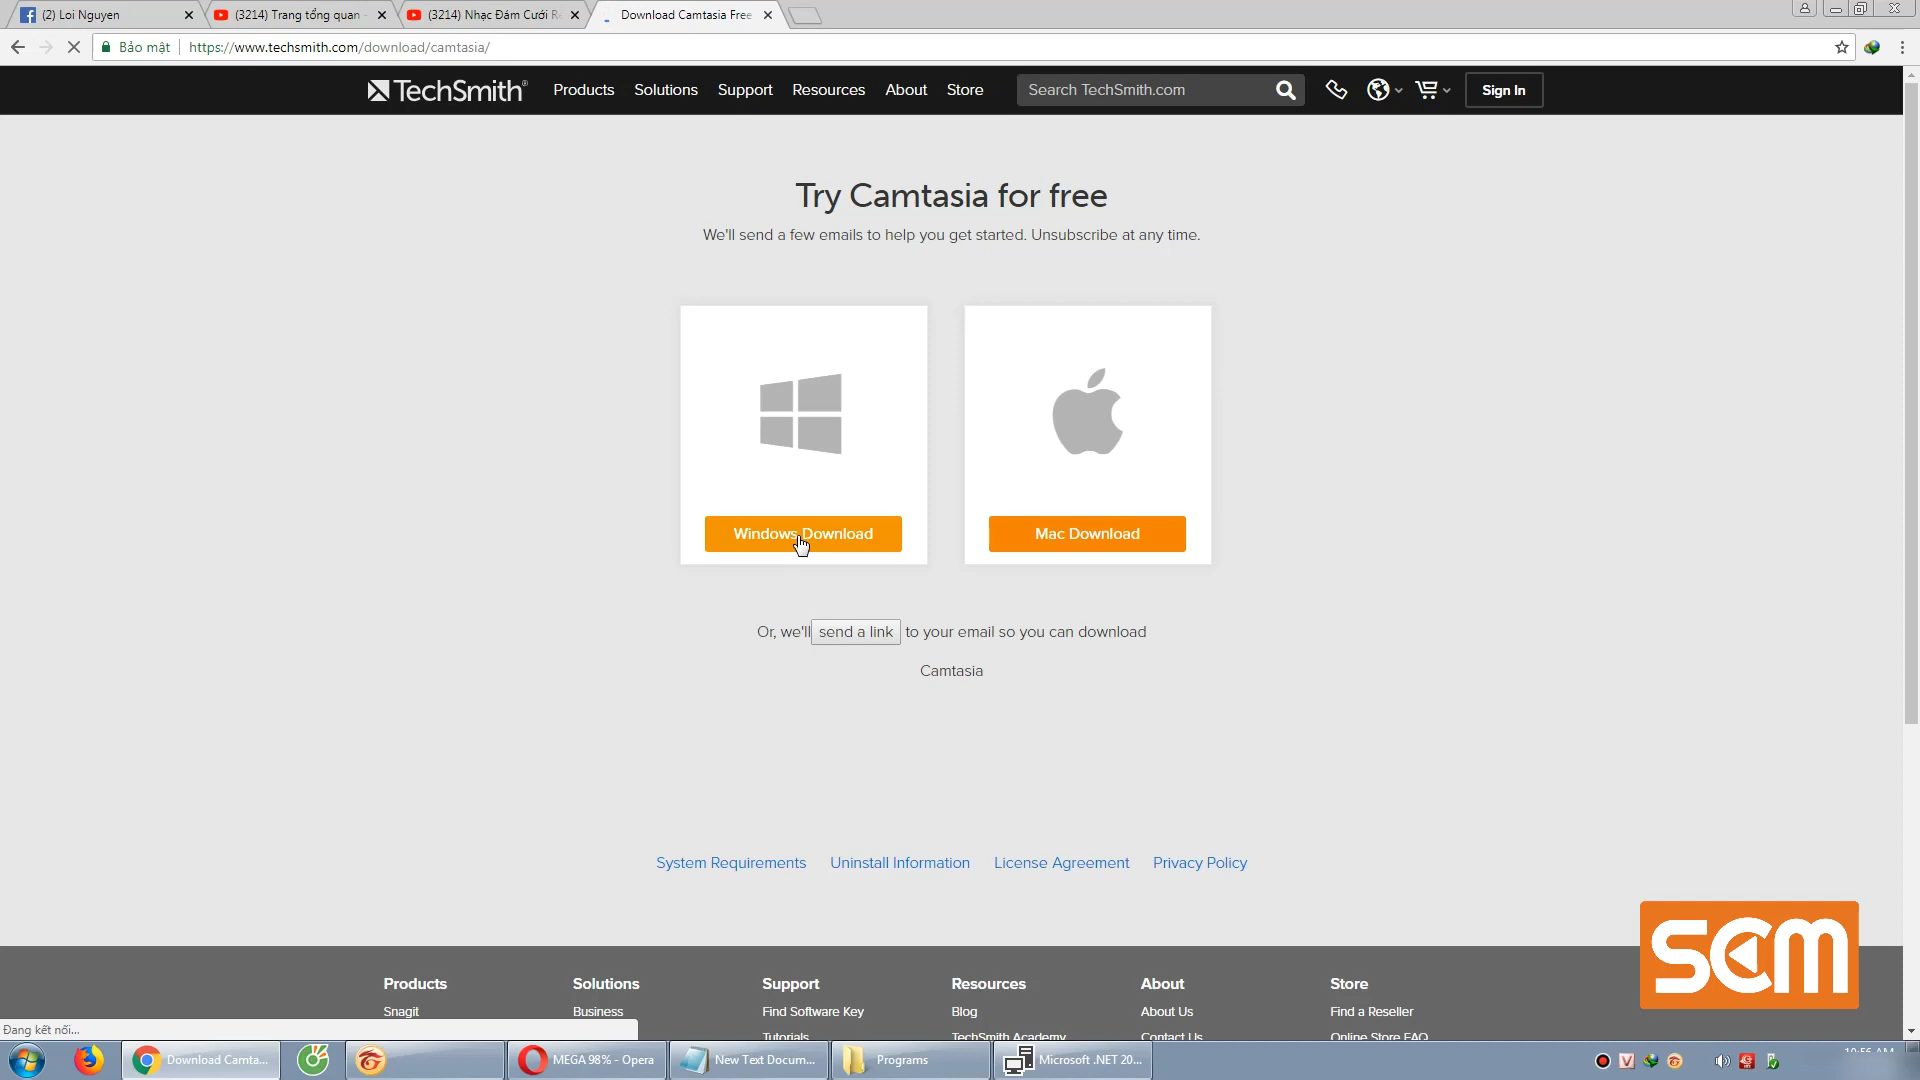 (2) Loi Nguyen
(3214) Trang tổng quan -
(3214) Nhạc Đám Cưới Re
Download Camtasia Free
Bảo mật
https://www.techsmith.com/download/camtasia/
TechSmith®
Products
Solutions
Support
Resources
About
Store
Search TechSmith.com
Sign In
Try Camtasia for free
We'll send a few emails to help you get started. Unsubscribe at any time.
Windows Download
Mac Download
Or, we'll send a link to your email so you can download
Camtasia
System Requirements
Uninstall Information
License Agreement
Privacy Policy
SCM
Products
Solutions
Support
Resources
About
Store
Snagit
Business
Find Software Key
Blog
About Us
Find a Reseller
Tutorials
TechSmith Academy
Contact Us
Online Store FAQ
Đang kết nối...
Download Camta...
MEGA 98% - Opera
New Text Docum...
Programs
Microsoft .NET 20...
10:56 AM